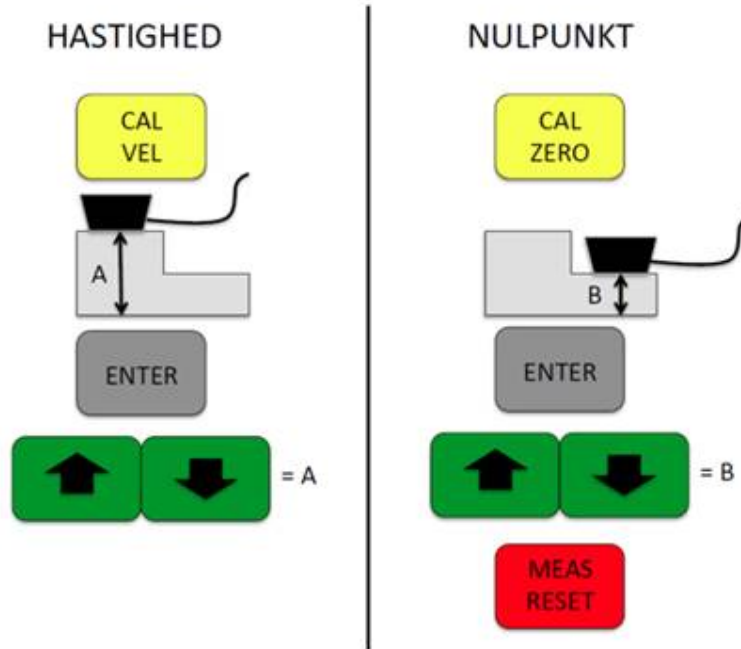 HASTIGHED
CAL
VEL
A
ENTER
= A
NULPUNKT
CAL
ZERO
B
ENTER
= B
MEAS
RESET